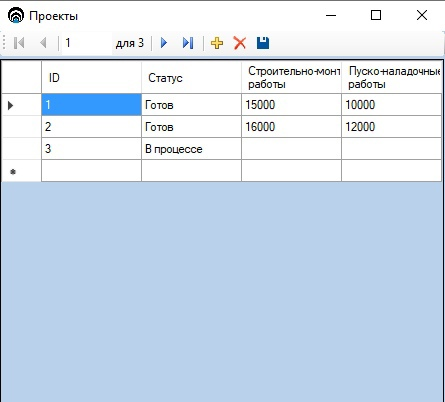 Проекты
1 для 3
ID Статус Строительно-монт работы Пуско-наладочные работы
1 Готов 15000 10000
2 Готов 16000 12000
3 В процессе